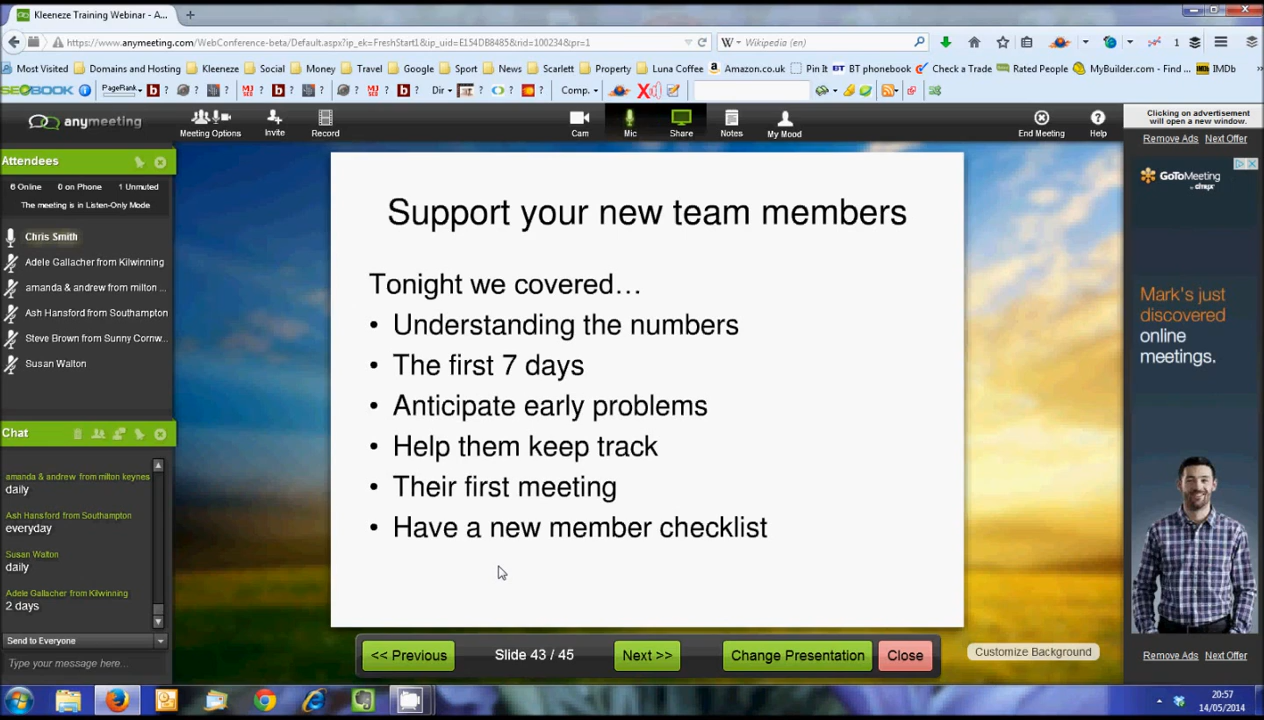 Kleeneze Training Webinar - A...
https://www.anymeeting.com/WebConference-beta/Default.aspx?ip_ek=FreshStart1&ip_uid=E154DB8485&rid=100234&pr=1
W Wikipedia (en)
1
Most Visited Domains and Hosting Kleeneze Social Money Travel Google Sport News Scarlett Property Luna Coffee Amazon.co.uk Pin It BT phonebook Check a Trade Rated People MyBuilder.com - Find ... IMDb
SEOBOOK PageRank Dir Comp.
anymeeting
Meeting Options
Invite
Record
Cam
Mic
Share
Notes
My Mood
End Meeting
Help
Clicking on advertisement
will open a new window.
Remove Ads Next Offer
Attendees
6 Online 0 on Phone 1 Unmuted
The meeting is in Listen-Only Mode
Chris Smith
Adele Gallacher from Kilwinning
amanda & andrew from milton ...
Ash Hansford from Southampton
Steve Brown from Sunny Cornw...
Susan Walton
Chat
amanda & andrew from milton keynes
daily
Ash Hansford from Southampton
everyday
Susan Walton
daily
Adele Gallacher from Kilwinning
2 days
Send to Everyone
Type your message here...
Support your new team members
Tonight we covered…
• Understanding the numbers
• The first 7 days
• Anticipate early problems
• Help them keep track
• Their first meeting
• Have a new member checklist
<< Previous
Slide 43 / 45
Next >>
Change Presentation
Close
Customize Background
GoToMeeting
by citrix
Mark's just
discovered
online
meetings.
Remove Ads Next Offer
20:57
14/05/2014